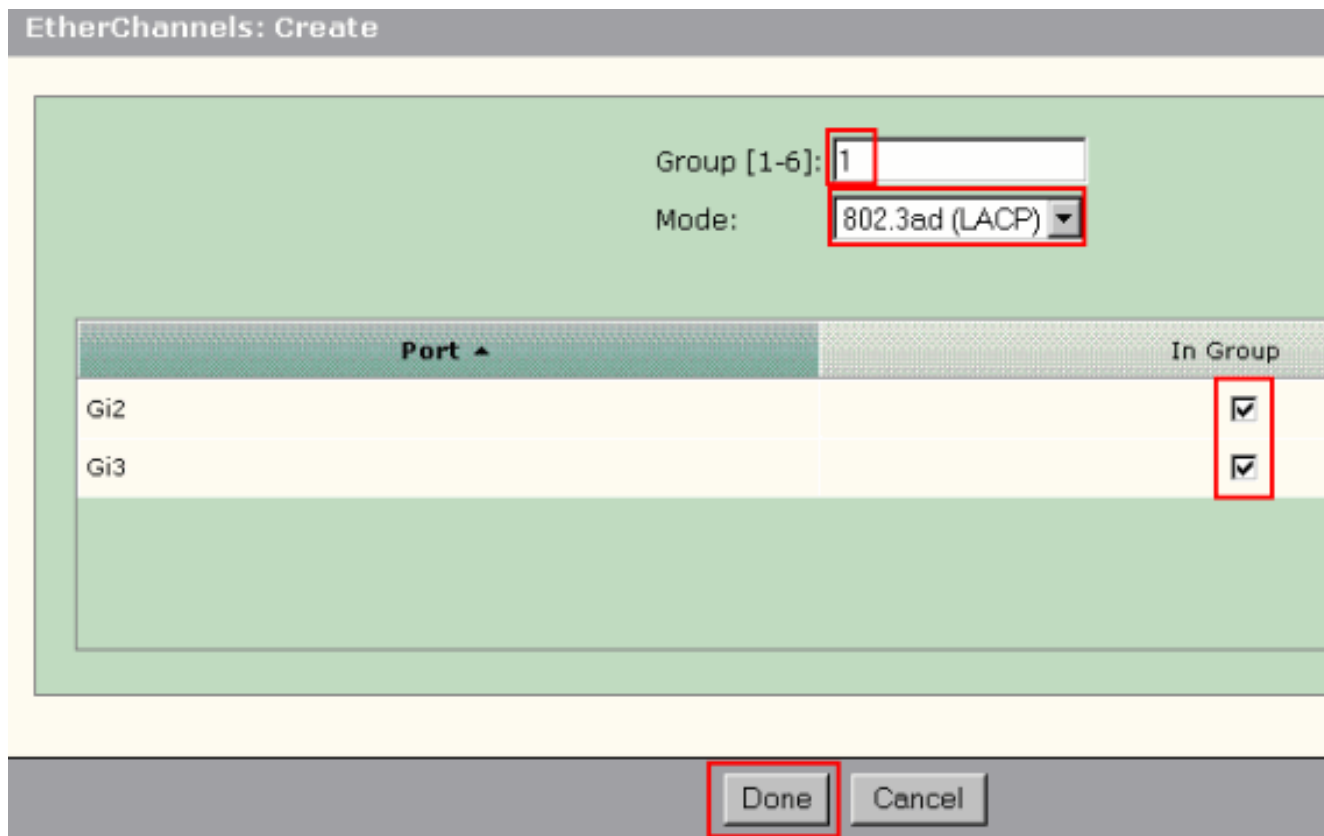 EtherChannels: Create
Group [1-6]: 1
Mode: 802.3ad (LACP)
Port In Group
Gi2
Gi3
Done Cancel